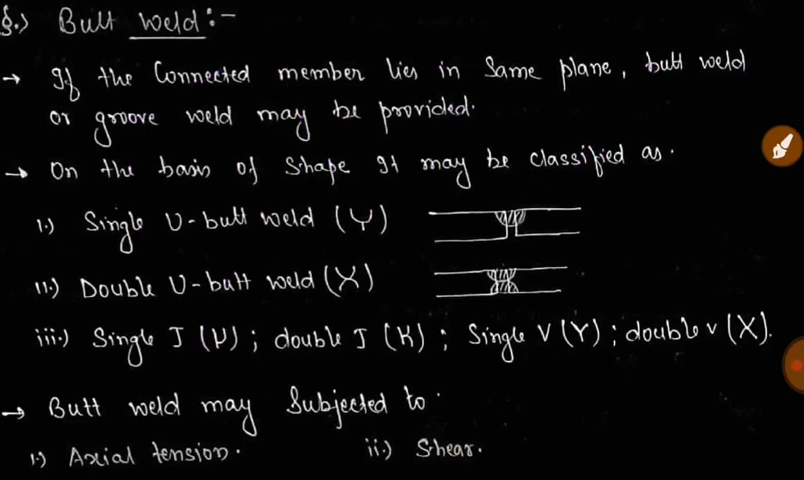 §.) Butt weld :-
→ If the Connected member lies in Same plane, butt weld
or groove weld may be provided.
→ On the basis of Shape It may be classified as.
i.) Single U-butt weld (Y)
ii.) Double U-butt weld (X)
iii.) Single J (V); double J (K); Single V (Y); double v (X).
→ Butt weld may Subjected to.
i.) Axial tension. ii.) Shear.